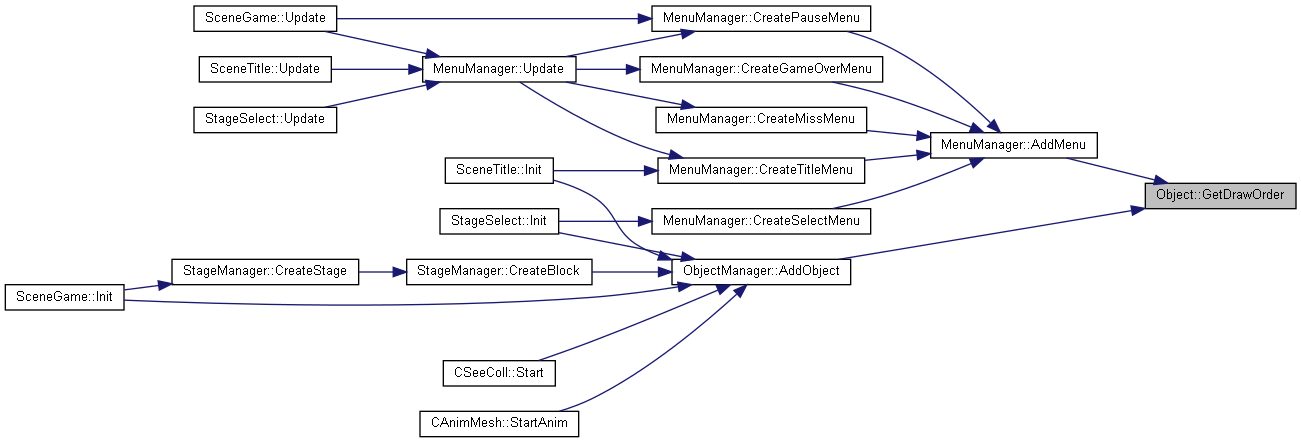 SceneGame::Update
MenuManager::CreatePauseMenu
SceneTitle::Update
MenuManager::Update
MenuManager::CreateGameOverMenu
StageSelect::Update
MenuManager::CreateMissMenu
MenuManager::AddMenu
SceneTitle::Init
MenuManager::CreateTitleMenu
Object::GetDrawOrder
StageSelect::Init
MenuManager::CreateSelectMenu
StageManager::CreateStage
StageManager::CreateBlock
ObjectManager::AddObject
SceneGame::Init
CSeeColl::Start
CAnimMesh::StartAnim